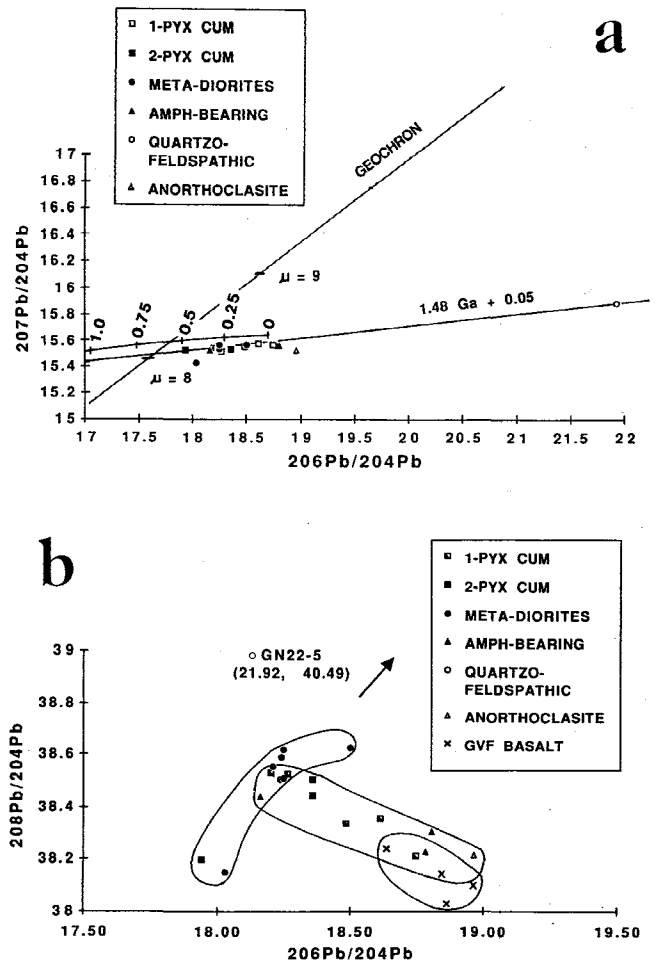 a
1-PYX CUM
2-PYX CUM
META-DIORITES
AMPH-BEARING
QUARTZO-
FELDSPATHIC
ANORTHOCLASITE
207Pb/204Pb
17
16.8
16.6
16.4
16.2
16
15.8
15.6
15.4
15.2
15
GEOCHRON
μ = 9
μ = 8
1.0
0.75
0.5
0.25
0
1.48 Ga ± 0.05
17 17.5 18 18.5 19 19.5 20 20.5 21 21.5 22
206Pb/204Pb
b
1-PYX CUM
2-PYX CUM
META-DIORITES
AMPH-BEARING
QUARTZO-
FELDSPATHIC
ANORTHOCLASITE
GVF BASALT
GN22-5
(21.92, 40.49)
208Pb/204Pb
39
38.8
38.6
38.4
38.2
38
17.50 18.00 18.50 19.00 19.50
206Pb/204Pb